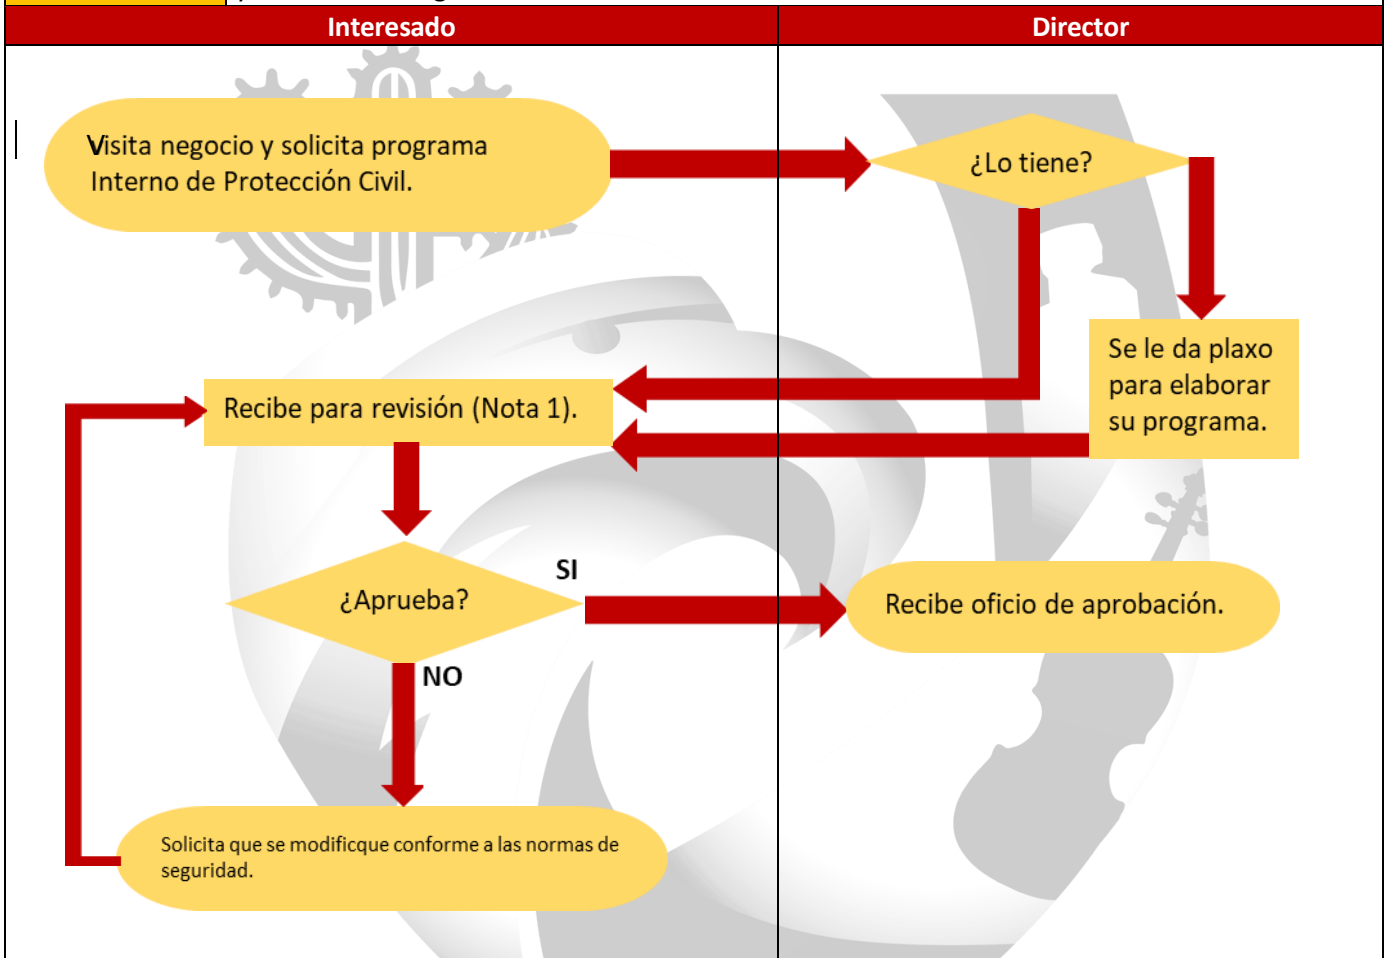 Interesado
Director
Visita negocio y solicita programa
Interno de Protección Civil.
¿Lo tiene?
Se le da plaxo
para elaborar
su programa.
Recibe para revisión (Nota 1).
¿Aprueba?
SI
Recibe oficio de aprobación.
NO
Solicita que se modificque conforme a las normas de
seguridad.